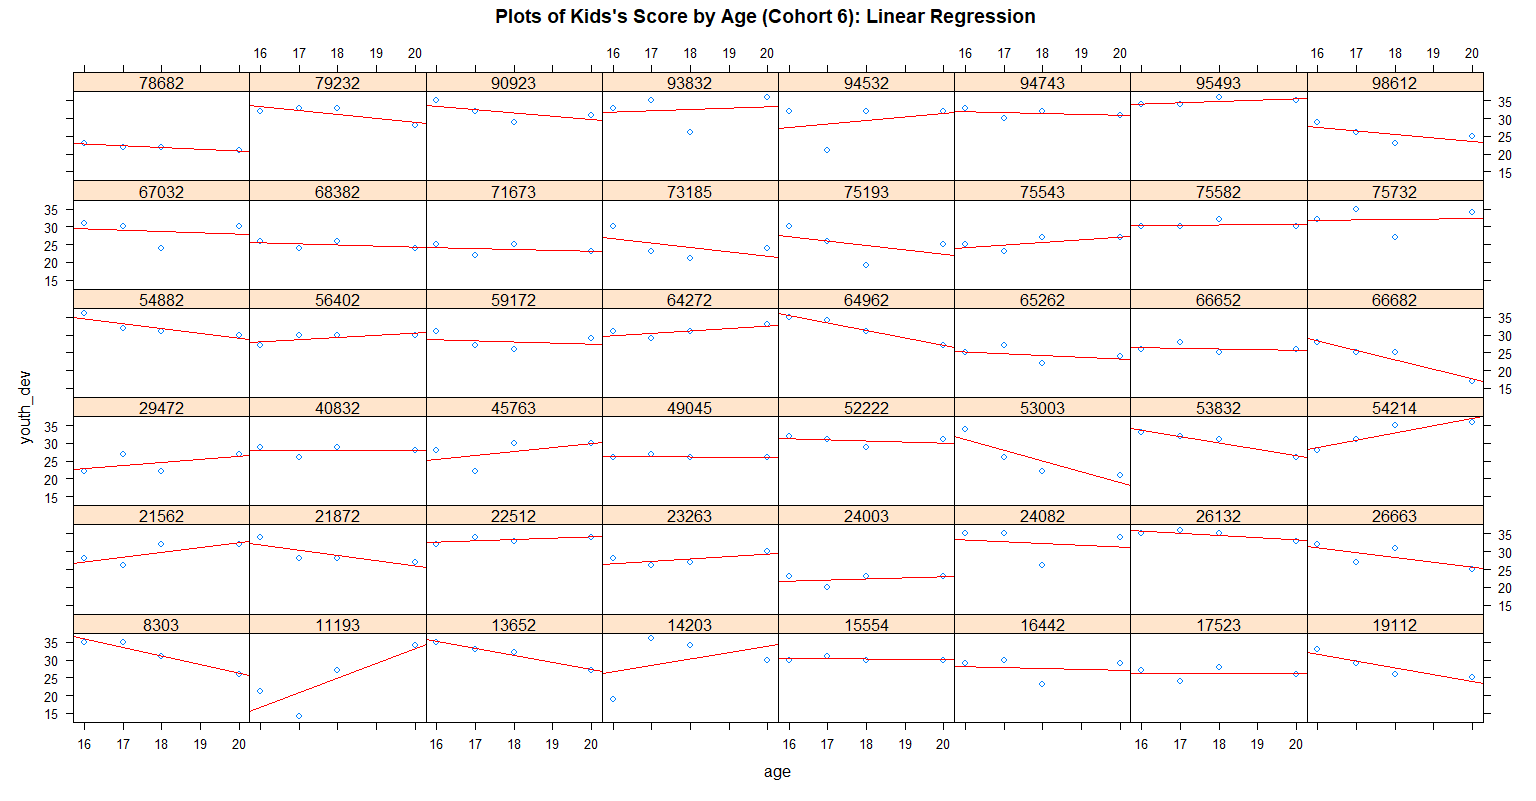 Plots of Kids's Score by Age (Cohort 6): Linear Regression
16 17 18 19 20 16 17 18 19 20 16 17 18 19 20 16 17 18 19 20
78682 79232 90923 93832 94532 94743 95493 98612
35
30
25
20
15
67032 68382 71673 73185 75193 75543 75582 75732
35
30
25
20
15
54882 56402 59172 64272 64962 65262 66652 66682
35
30
25
20
15
youth_dev
29472 40832 45763 49045 52222 53003 53832 54214
35
30
25
20
15
21562 21872 22512 23263 24003 24082 26132 26663
35
30
25
20
15
8303 11193 13652 14203 15554 16442 17523 19112
35
30
25
20
15
16 17 18 19 20 16 17 18 19 20 16 17 18 19 20 16 17 18 19 20
age